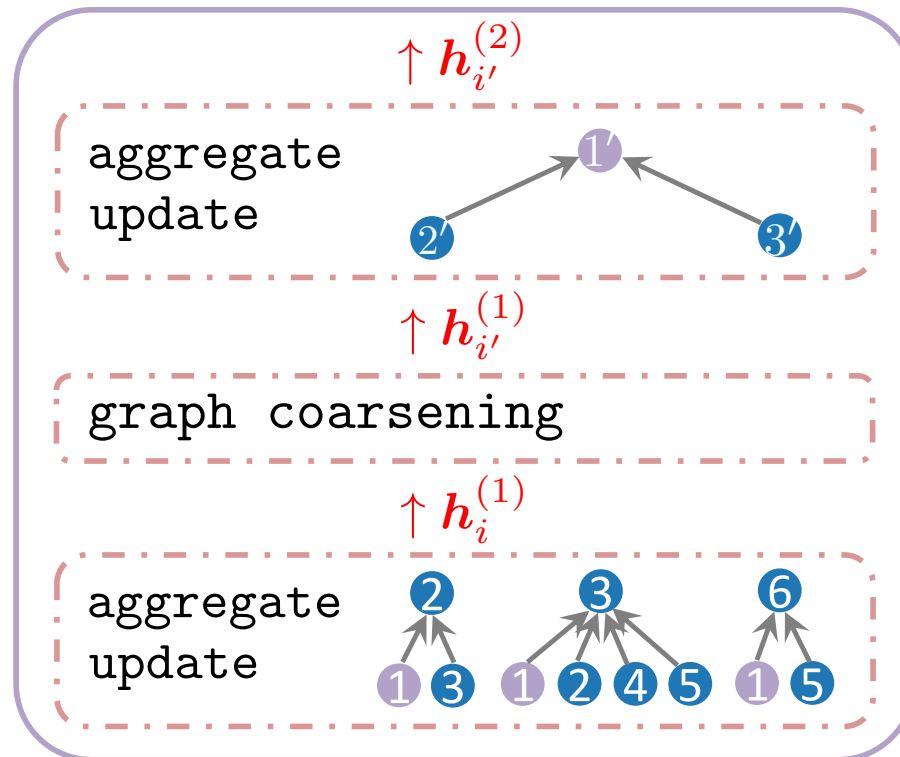 ↑ h_{i'}^{(2)}
aggregate
update
1′
2′ 3′
↑ h_{i'}^{(1)}
graph coarsening
↑ h_i^{(1)}
aggregate
update
2 3 6
1 3 1 2 4 5 1 5